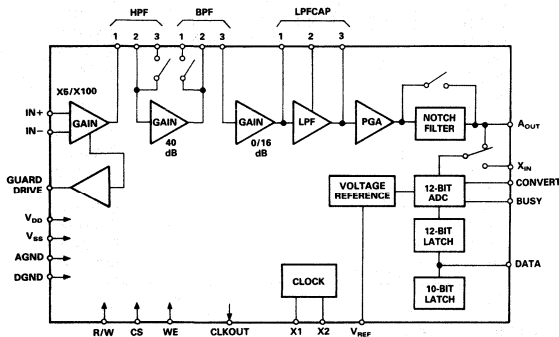 HPF BPF LPFCAP
1 2 3 1 2 3 1 2 3
X5/X100
IN+
IN−
GAIN
GAIN
40
dB
GAIN
0/16
dB
LPF
PGA
NOTCH
FILTER
AOUT
XIN
GUARD
DRIVE
VOLTAGE
REFERENCE
12-BIT
ADC
CONVERT
BUSY
VDD
VSS
AGND
DGND
12-BIT
LATCH
DATA
10-BIT
LATCH
CLOCK
R/W CS WE CLKOUT X1 X2 VREF